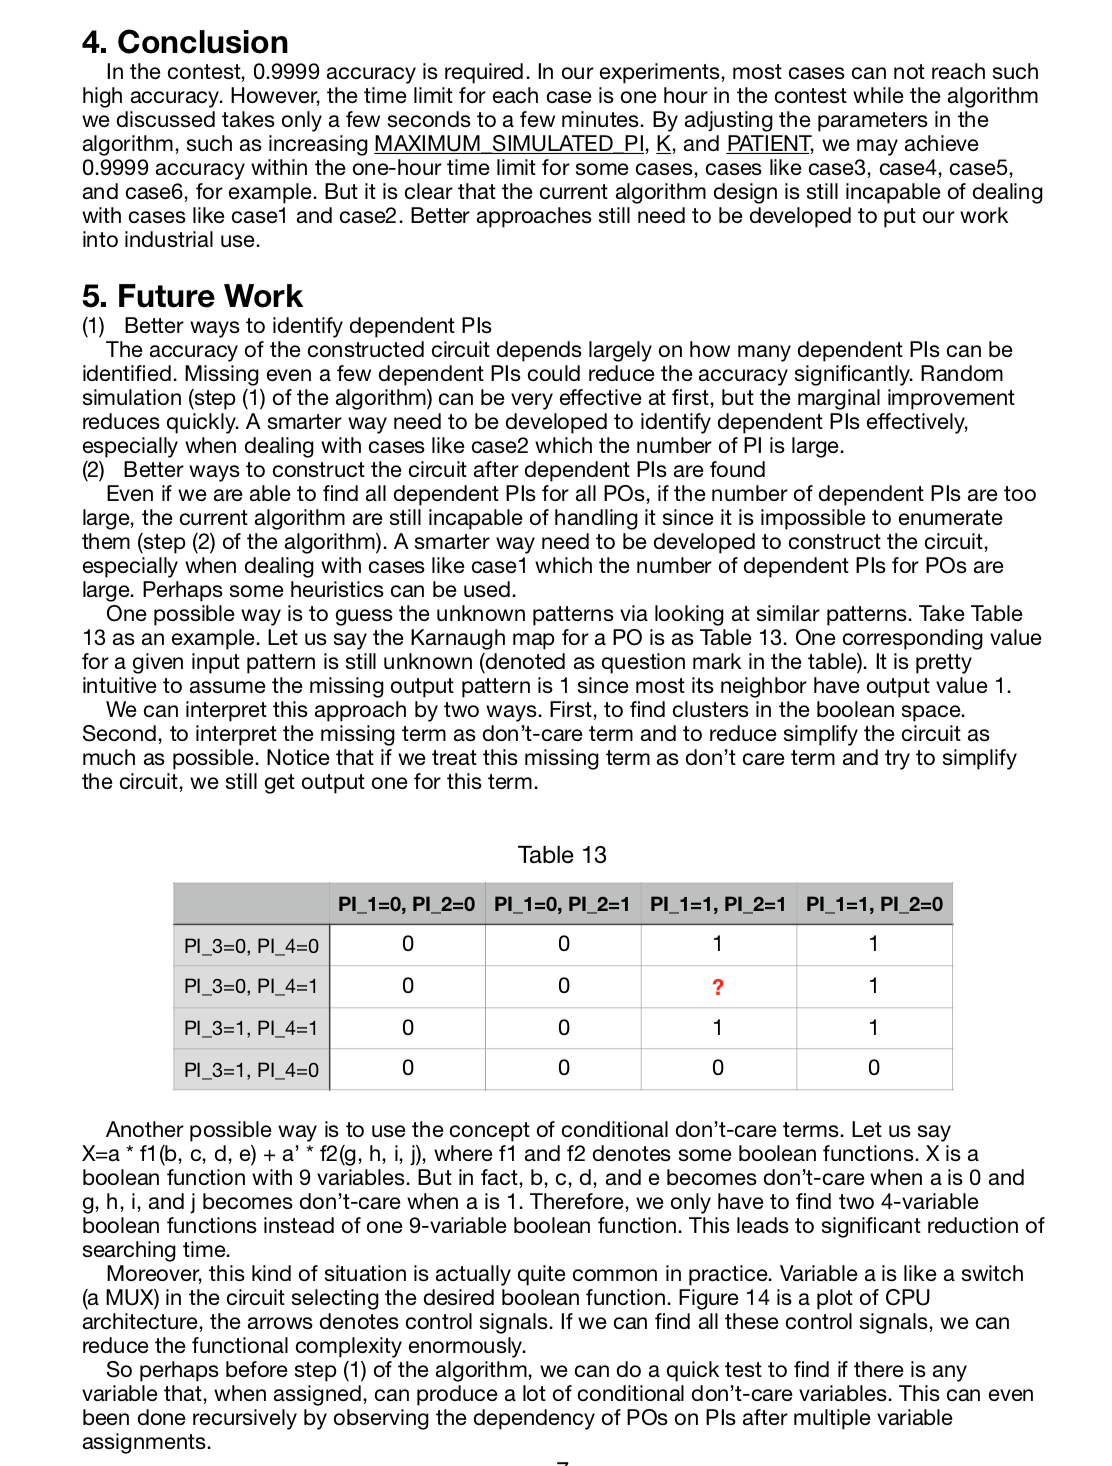 4. Conclusion
In the contest, 0.9999 accuracy is required. In our experiments, most cases can not reach such
high accuracy. However, the time limit for each case is one hour in the contest while the algorithm
we discussed takes only a few seconds to a few minutes. By adjusting the parameters in the
algorithm, such as increasing MAXIMUM_SIMULATED_PI, K, and PATIENT, we may achieve
0.9999 accuracy within the one-hour time limit for some cases, cases like case3, case4, case5,
and case6, for example. But it is clear that the current algorithm design is still incapable of dealing
with cases like case1 and case2. Better approaches still need to be developed to put our work
into industrial use.
5. Future Work
(1) Better ways to identify dependent PIs
The accuracy of the constructed circuit depends largely on how many dependent PIs can be
identified. Missing even a few dependent PIs could reduce the accuracy significantly. Random
simulation (step (1) of the algorithm) can be very effective at first, but the marginal improvement
reduces quickly. A smarter way need to be developed to identify dependent PIs effectively,
especially when dealing with cases like case2 which the number of PI is large.
(2) Better ways to construct the circuit after dependent PIs are found
Even if we are able to find all dependent PIs for all POs, if the number of dependent PIs are too
large, the current algorithm are still incapable of handling it since it is impossible to enumerate
them (step (2) of the algorithm). A smarter way need to be developed to construct the circuit,
especially when dealing with cases like case1 which the number of dependent PIs for POs are
large. Perhaps some heuristics can be used.
One possible way is to guess the unknown patterns via looking at similar patterns. Take Table
13 as an example. Let us say the Karnaugh map for a PO is as Table 13. One corresponding value
for a given input pattern is still unknown (denoted as question mark in the table). It is pretty
intuitive to assume the missing output pattern is 1 since most its neighbor have output value 1.
We can interpret this approach by two ways. First, to find clusters in the boolean space.
Second, to interpret the missing term as don't-care term and to reduce simplify the circuit as
much as possible. Notice that if we treat this missing term as don't care term and try to simplify
the circuit, we still get output one for this term.
Table 13
PI_1=0, PI_2=0 PI_1=0, PI_2=1 PI_1=1, PI_2=1 PI_1=1, PI_2=0
PI_3=0, PI_4=0 0 0 1 1
PI_3=0, PI_4=1 0 0 ? 1
PI_3=1, PI_4=1 0 0 1 1
PI_3=1, PI_4=0 0 0 0 0
Another possible way is to use the concept of conditional don't-care terms. Let us say
X=a * f1(b, c, d, e) + a' * f2(g, h, i, j), where f1 and f2 denotes some boolean functions. X is a
boolean function with 9 variables. But in fact, b, c, d, and e becomes don't-care when a is 0 and
g, h, i, and j becomes don't-care when a is 1. Therefore, we only have to find two 4-variable
boolean functions instead of one 9-variable boolean function. This leads to significant reduction of
searching time.
Moreover, this kind of situation is actually quite common in practice. Variable a is like a switch
(a MUX) in the circuit selecting the desired boolean function. Figure 14 is a plot of CPU
architecture, the arrows denotes control signals. If we can find all these control signals, we can
reduce the functional complexity enormously.
So perhaps before step (1) of the algorithm, we can do a quick test to find if there is any
variable that, when assigned, can produce a lot of conditional don't-care variables. This can even
been done recursively by observing the dependency of POs on PIs after multiple variable
assignments.